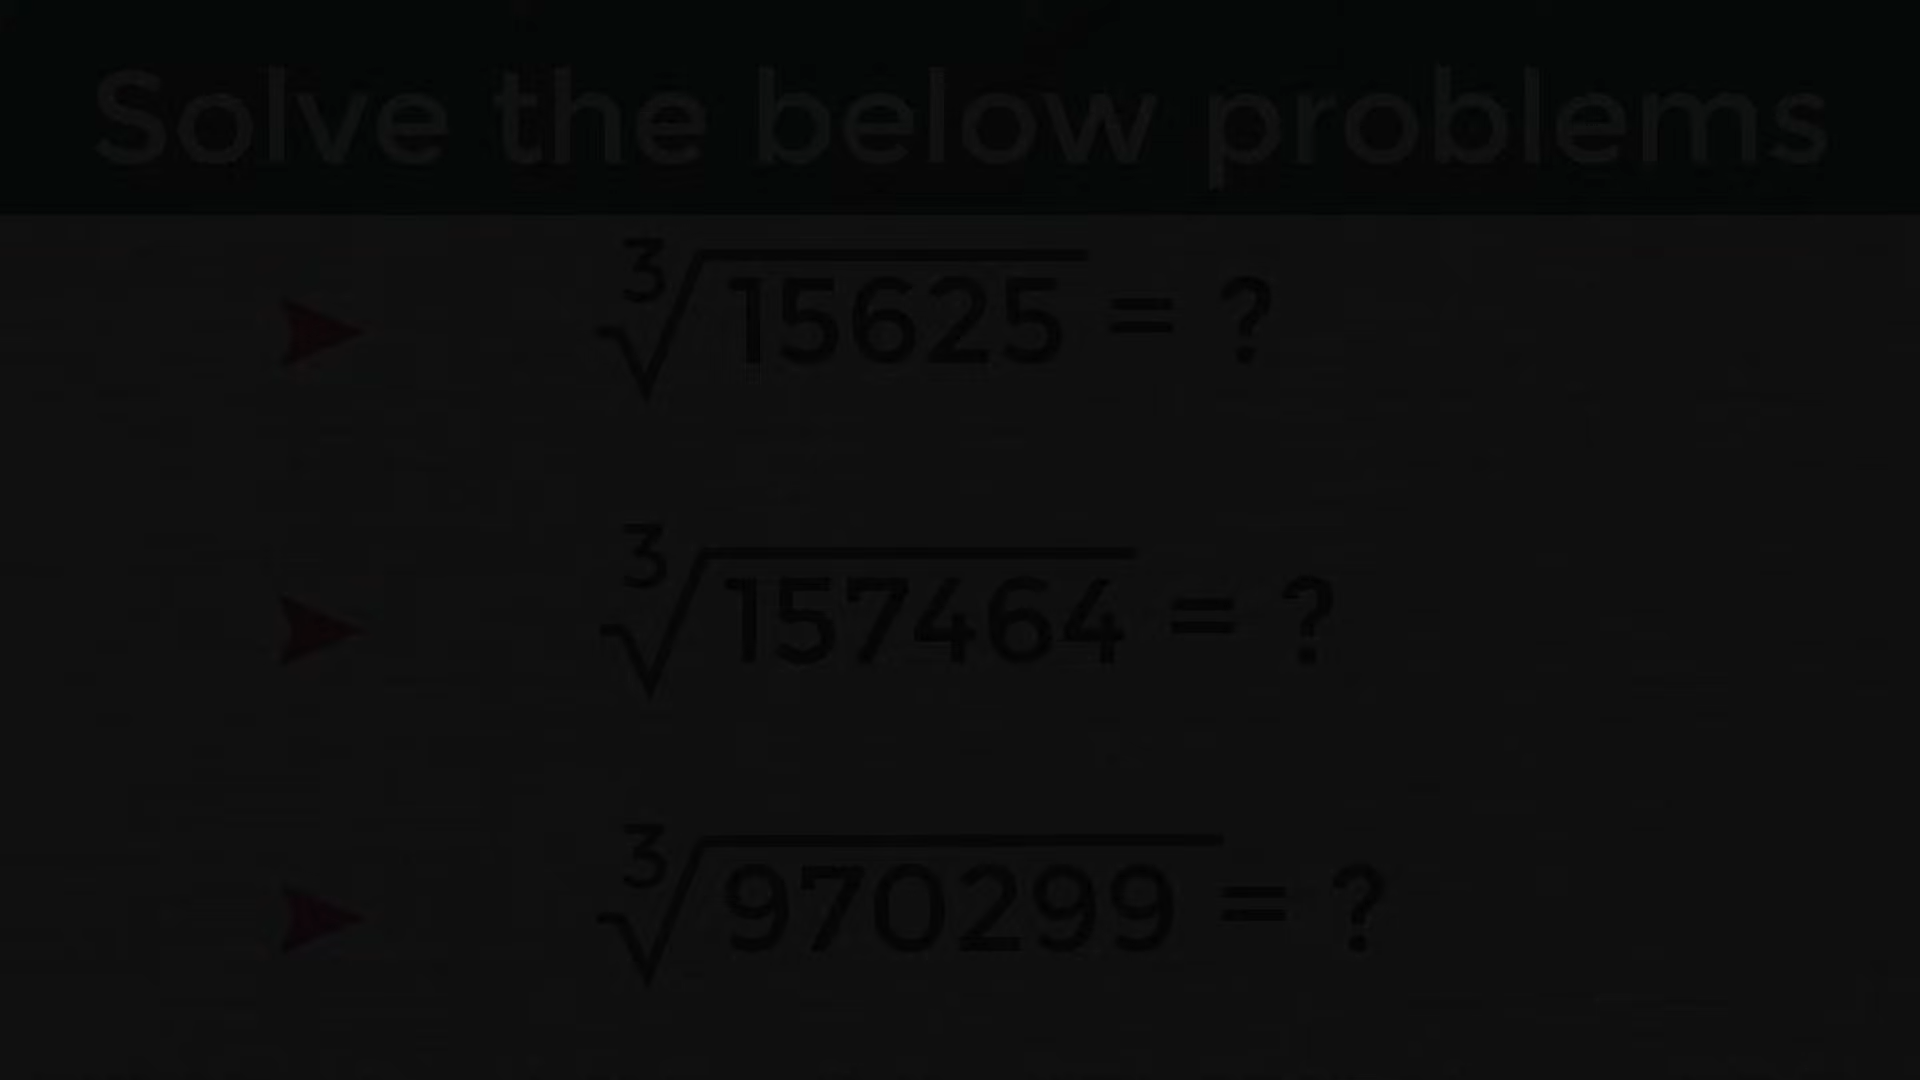 Solve the below problems
➤ ∛15625 = ?
➤ ∛157464 = ?
➤ ∛970299 = ?